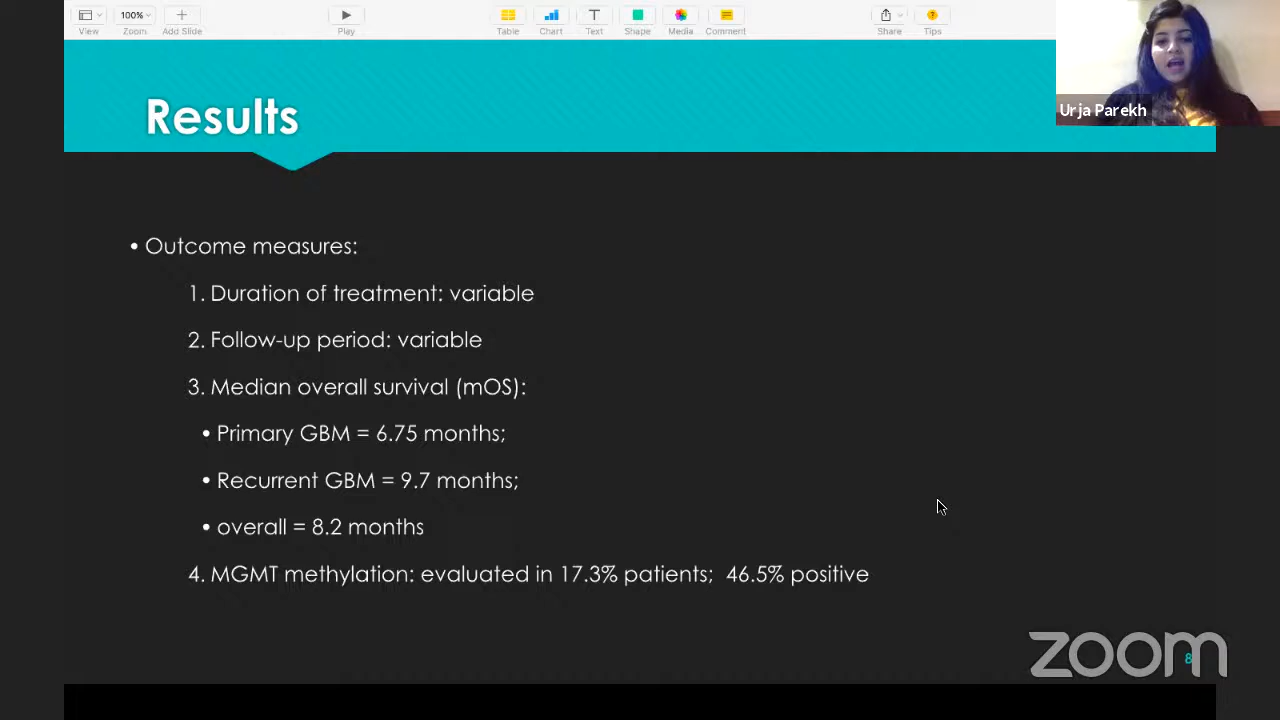 100%
View
Zoom
Add Slide
Play
Table
Chart
Text
Shape
Media
Comment
Share
Tips
Urja Parekh
Results
• Outcome measures:
1. Duration of treatment: variable
2. Follow-up period: variable
3. Median overall survival (mOS):
• Primary GBM = 6.75 months;
• Recurrent GBM = 9.7 months;
• overall = 8.2 months
4. MGMT methylation: evaluated in 17.3% patients;  46.5% positive
zoom
8